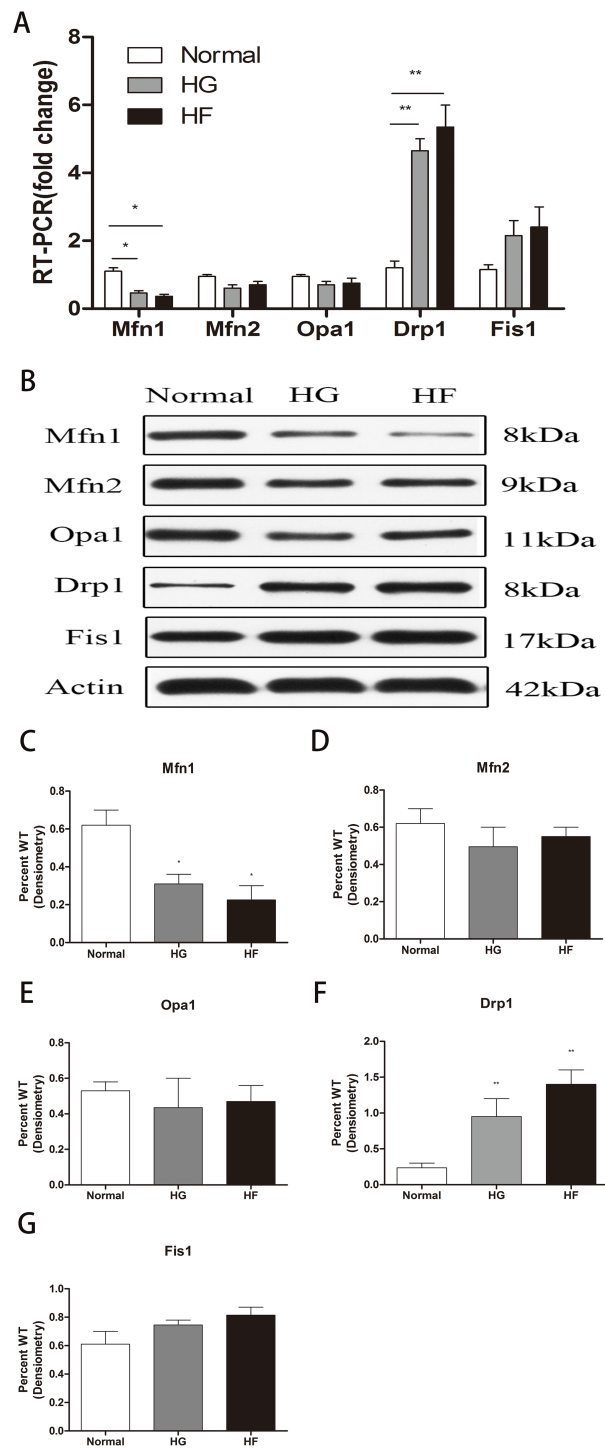 A
RT-PCR(fold change)
8
6
4
2
0
Normal
HG
HF
*
*
**
**
Mfn1 Mfn2 Opa1 Drp1 Fis1
B
Normal HG HF
Mfn1 8kDa
Mfn2 9kDa
Opa1 11kDa
Drp1 8kDa
Fis1 17kDa
Actin 42kDa
C
Mfn1
Percent WT
(Densiometry)
0.8
0.6
0.4
0.2
0.0
* *
Normal HG HF
D
Mfn2
Percent WT
(Densiometry)
0.8
0.6
0.4
0.2
0.0
Normal HG HF
E
Opa1
Percent WT
(Densiometry)
0.8
0.6
0.4
0.2
0.0
Normal HG HF
F
Drp1
Percent WT
(Densiometry)
2.0
1.5
1.0
0.5
0.0
** **
Normal HG HF
G
Fis1
Percent WT
(Densiometry)
1.0
0.8
0.6
0.4
0.2
0.0
Normal HG HF